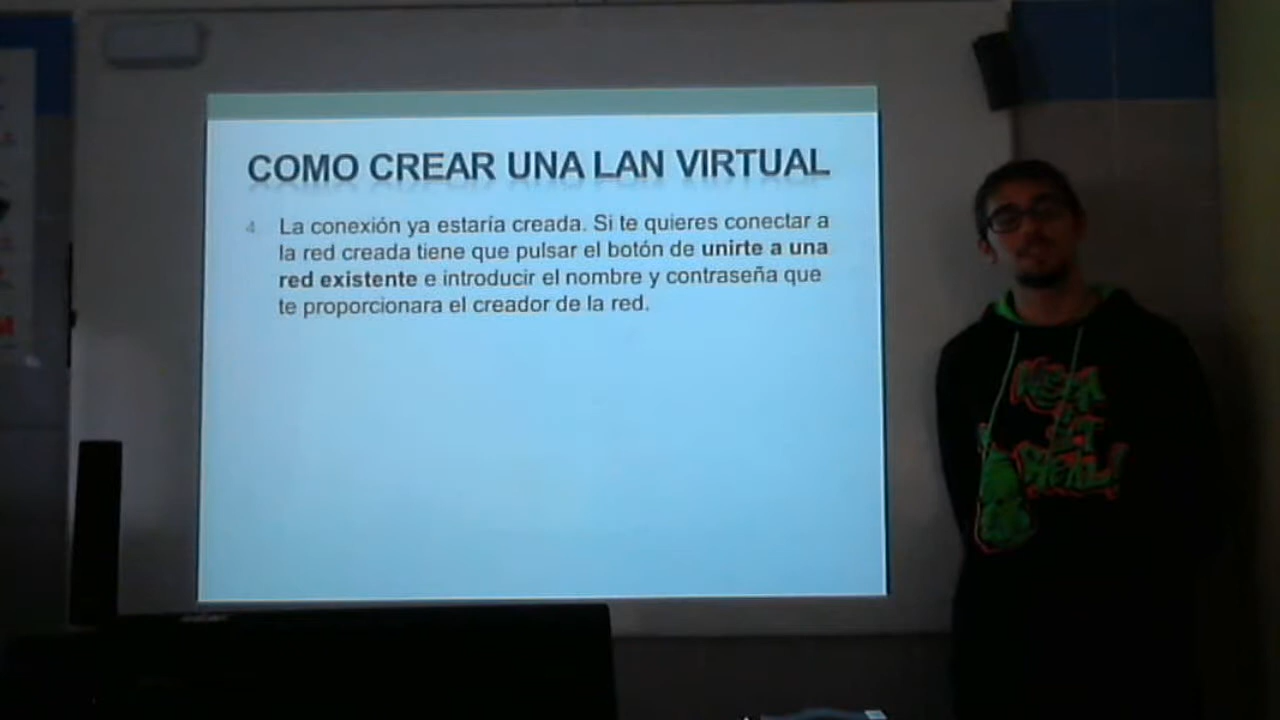 COMO CREAR UNA LAN VIRTUAL
4. La conexión ya estaría creada. Si te quieres conectar a
la red creada tiene que pulsar el botón de unirte a una
red existente e introducir el nombre y contraseña que
te proporcionara el creador de la red.